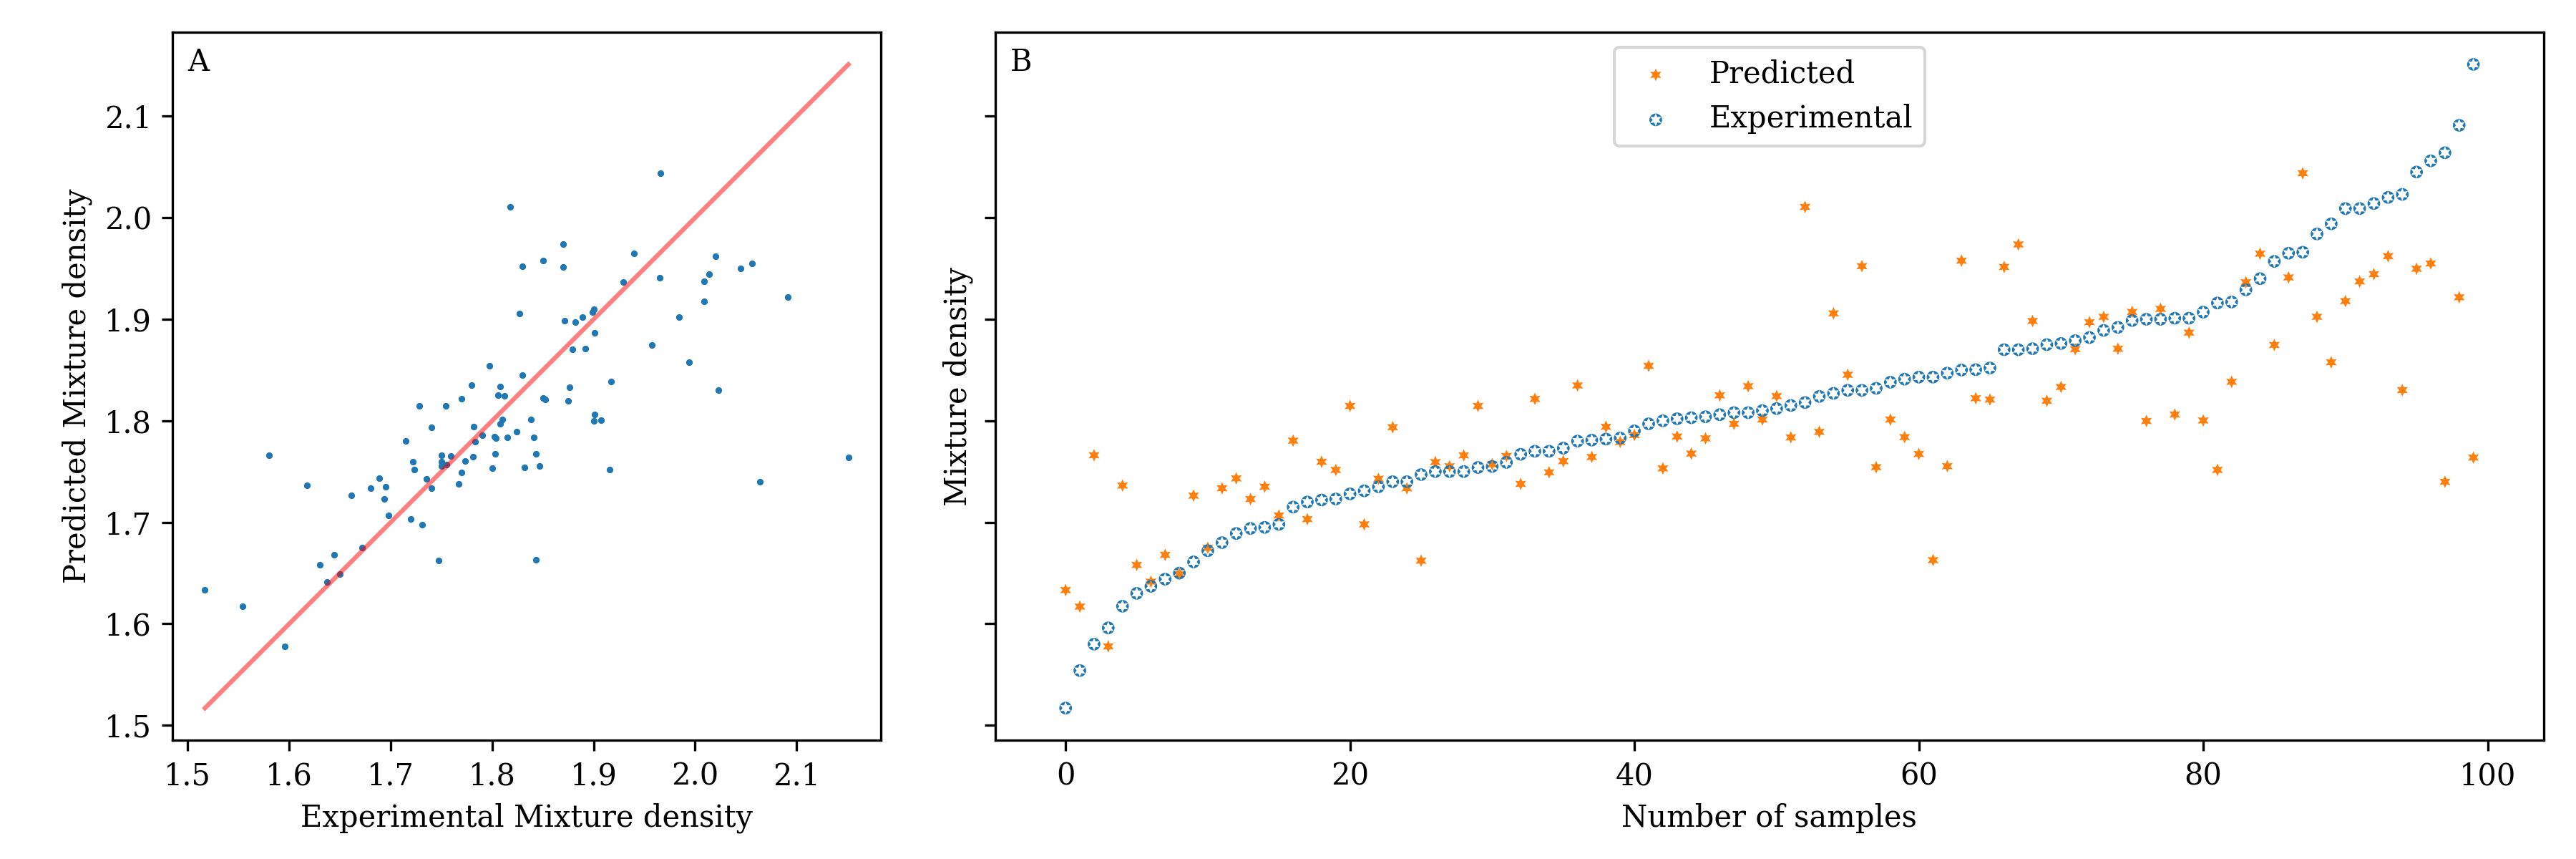 A
Predicted Mixture density
2.1
2.0
1.9
1.8
1.7
1.6
1.5
1.5 1.6 1.7 1.8 1.9 2.0 2.1
Experimental Mixture density
B
Predicted
Experimental
Mixture density
0 20 40 60 80 100
Number of samples